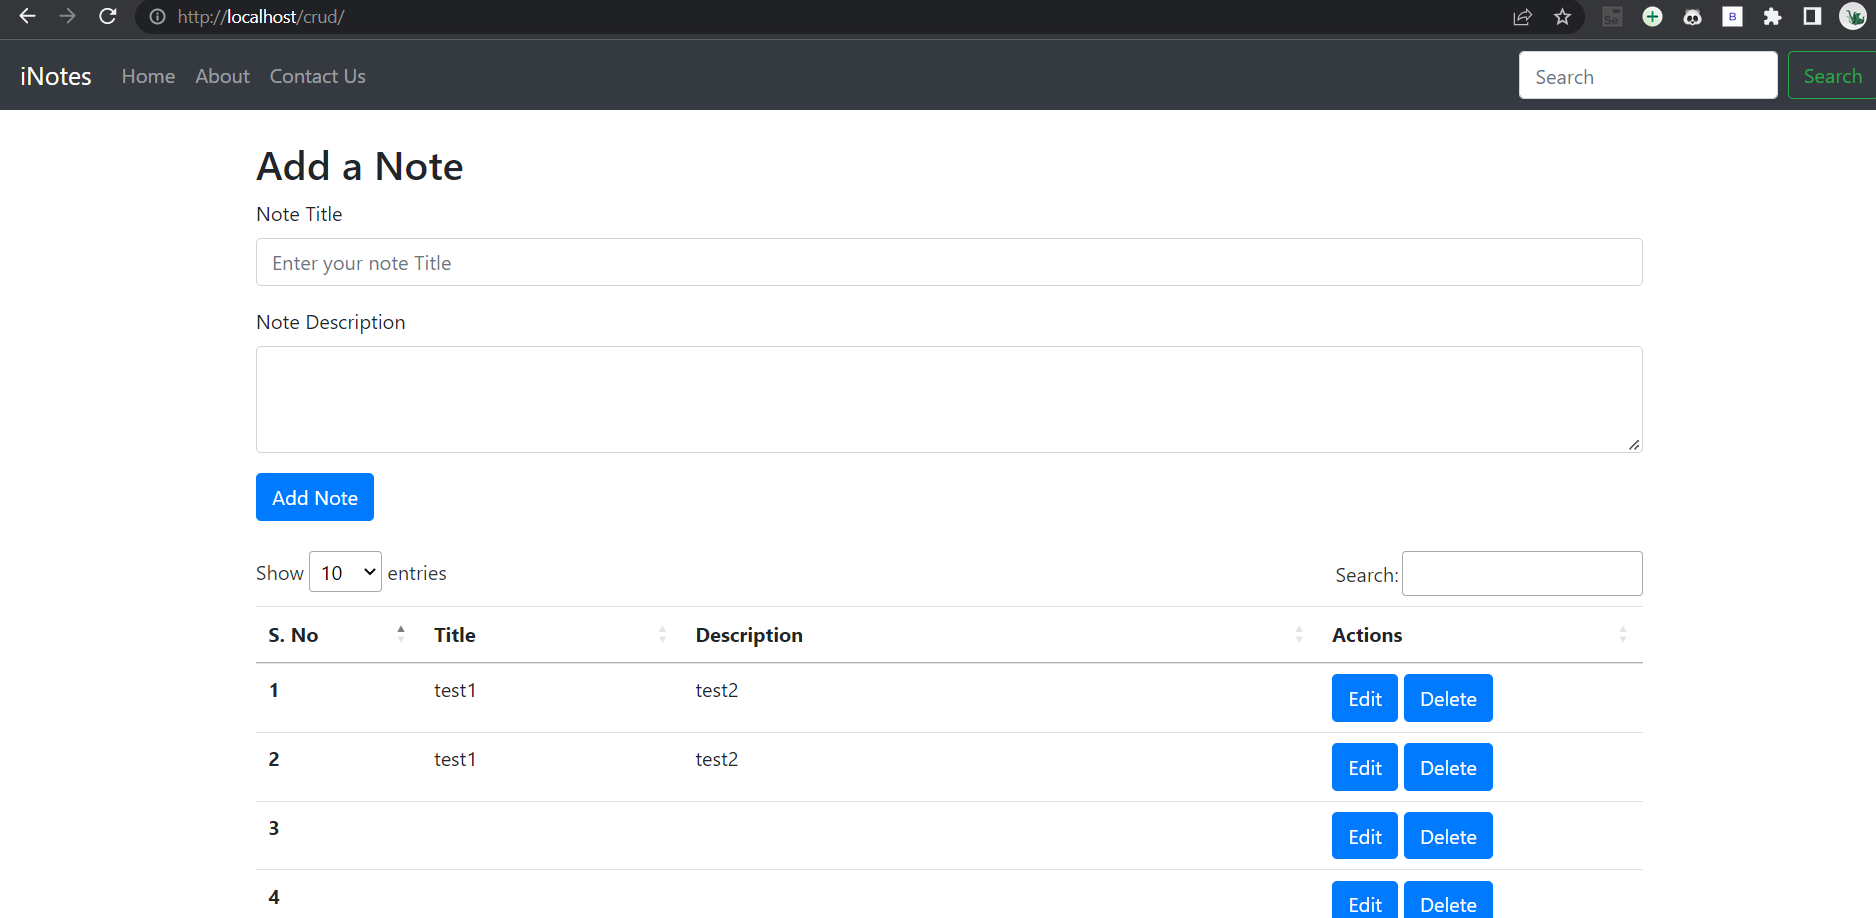 http://localhost/crud/
iNotes Home About Contact Us Search Search
Add a Note
Note Title
Enter your note Title
Note Description
Add Note
Show 10 entries Search:
S. No Title Description Actions
1 test1 test2 Edit Delete
2 test1 test2 Edit Delete
3 Edit Delete
4 Edit Delete